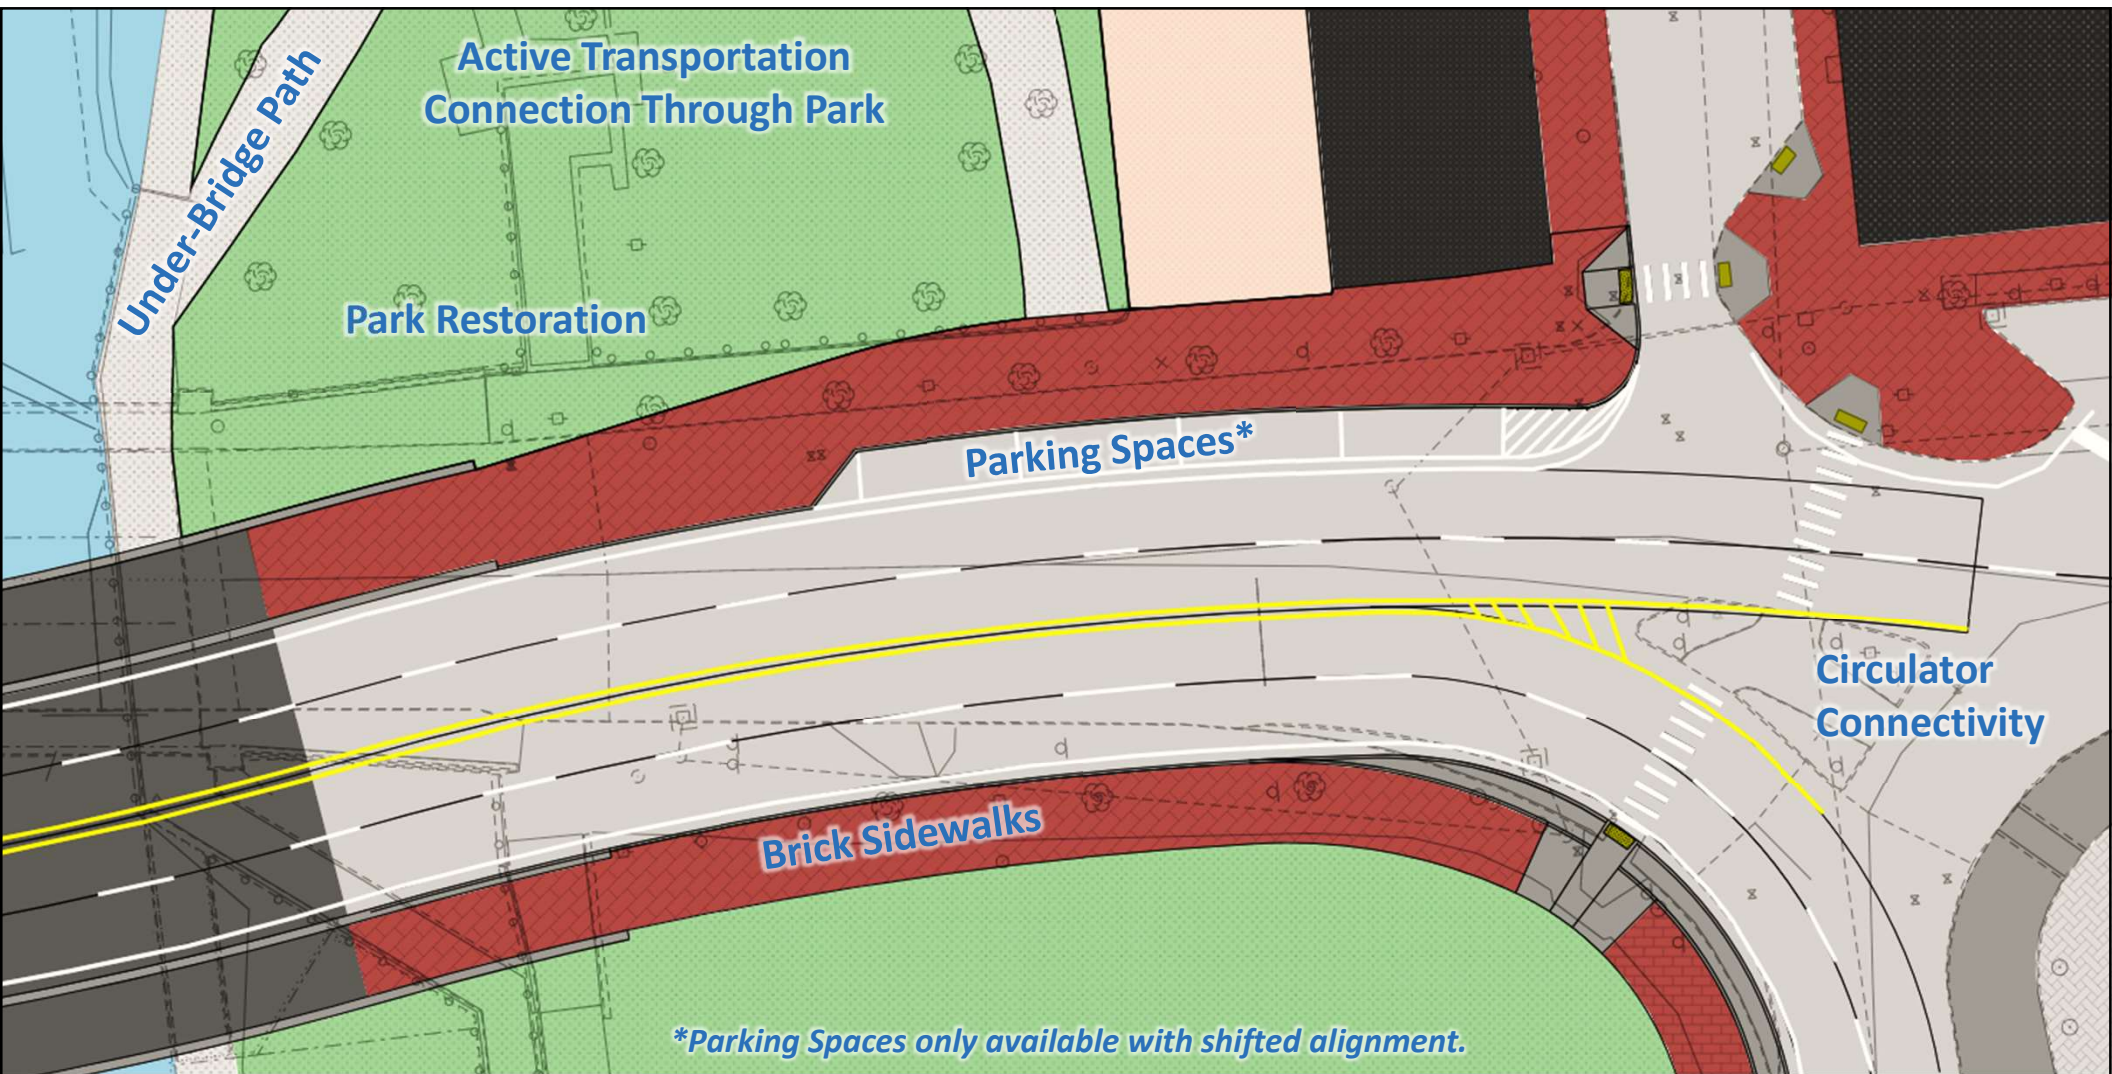 Active Transportation
Connection Through Park
Under-Bridge Path
Park Restoration
Parking Spaces*
Circulator
Connectivity
Brick Sidewalks
*Parking Spaces only available with shifted alignment.